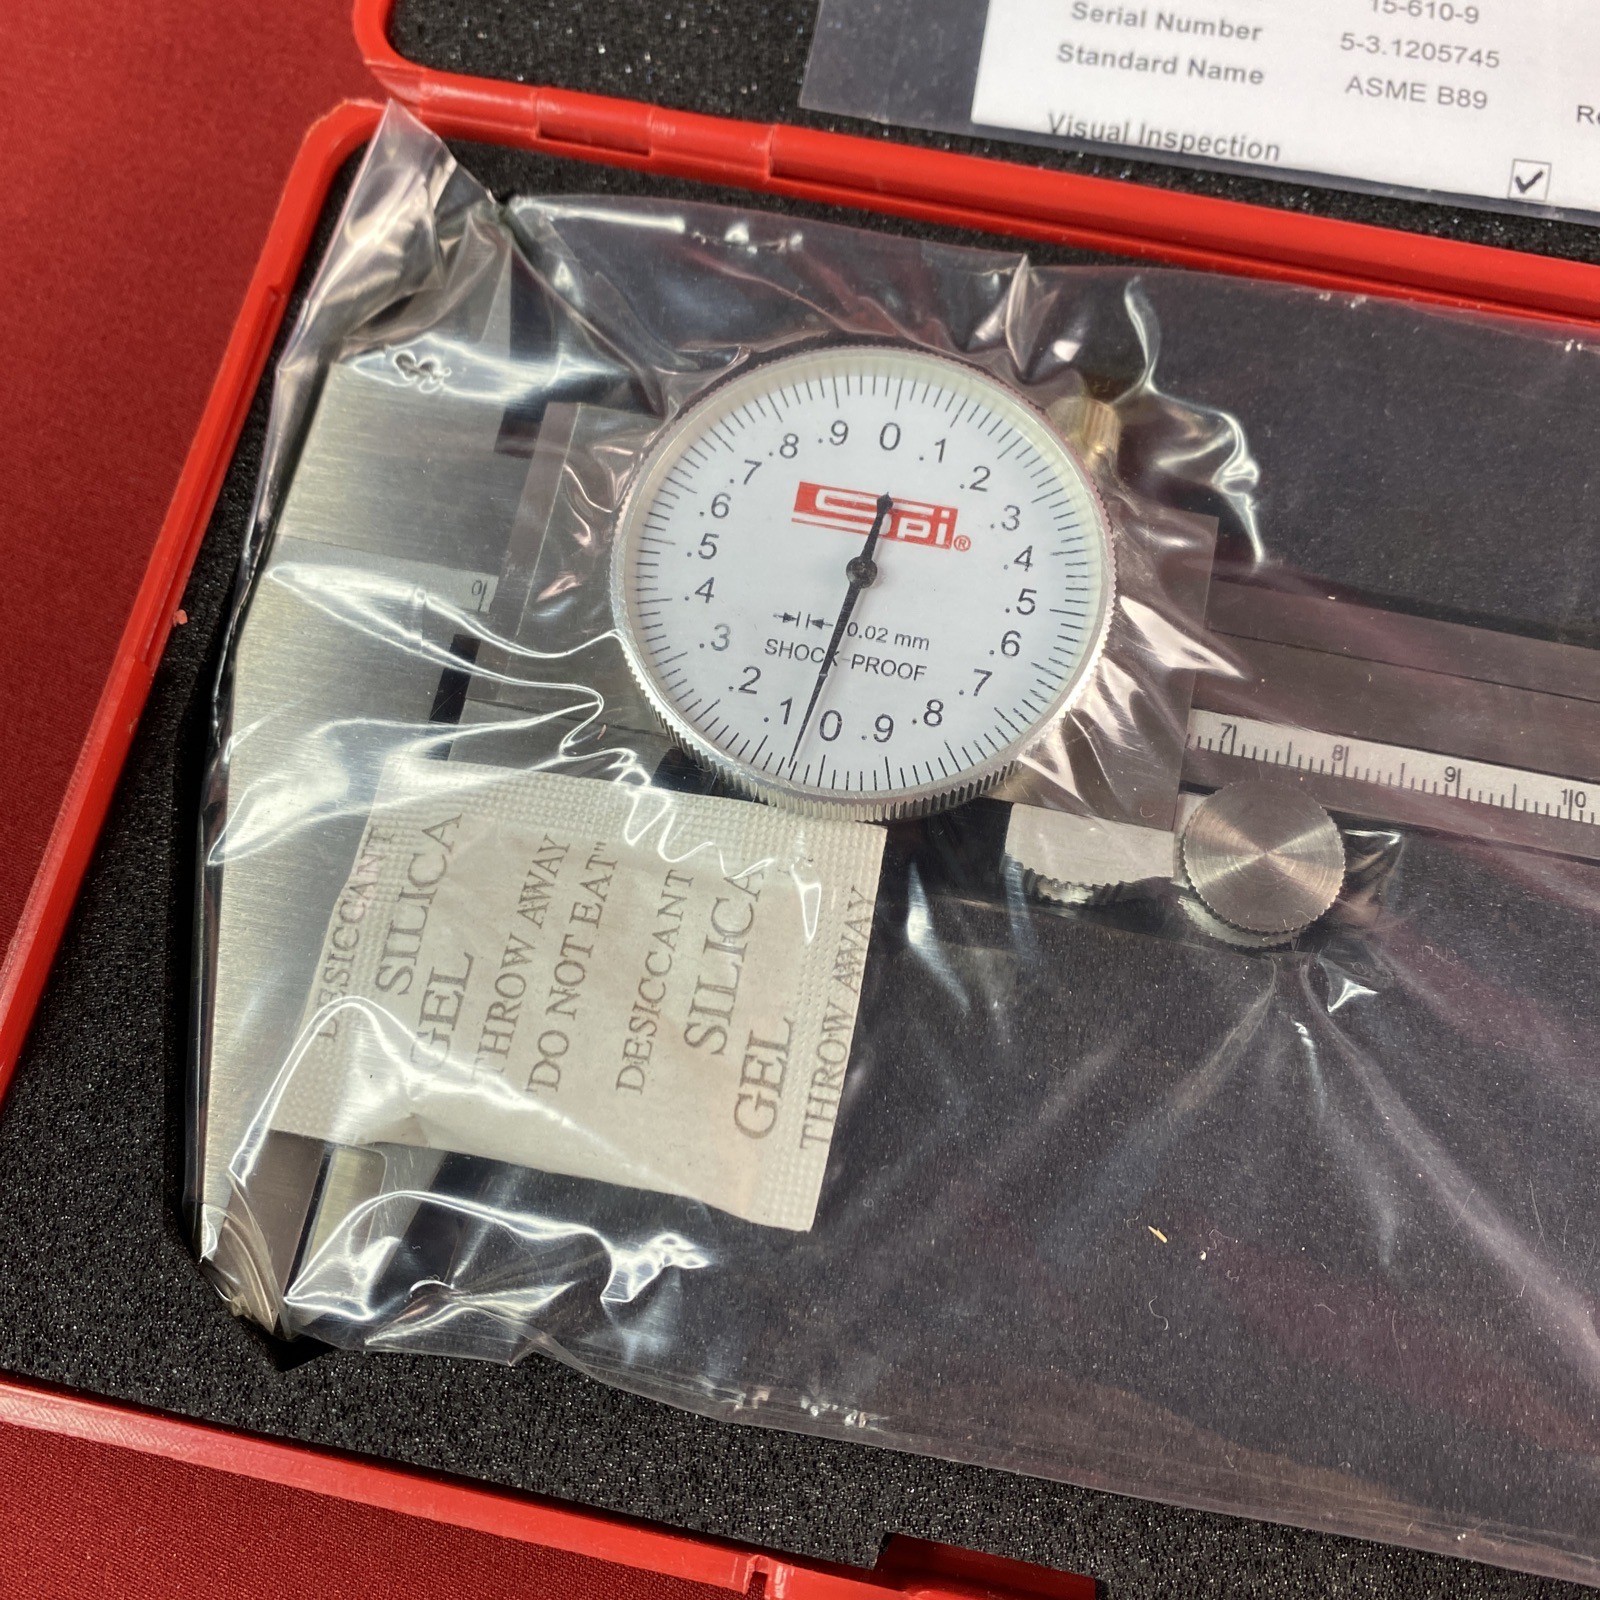 15-610-9
Serial Number 5-3.1205745
Standard Name ASME B89
Visual Inspection
0 .1 .2 .3 .4 .5 .6 .7 .8 .9 0 .1 .2 .3 .4 .5 .6 .7 .8 .9
SPI®
0.02 mm
SHOCK-PROOF
0
7 8 9 10
DESICCANT
SILICA
GEL
THROW AWAY
"DO NOT EAT"
DESICCANT
SILICA
GEL
THROW AWAY